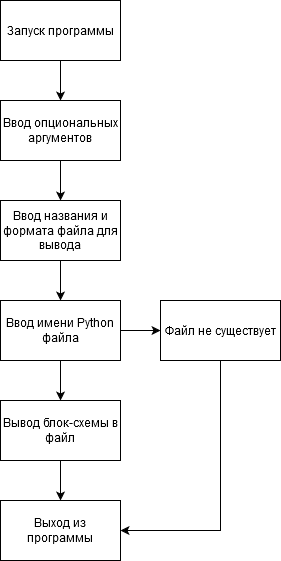 Запуск программы
Ввод опциональных
аргументов
Ввод названия и
формата файла для
вывода
Ввод имени Python
файла
Файл не существует
Вывод блок-схемы в
файл
Выход из
программы